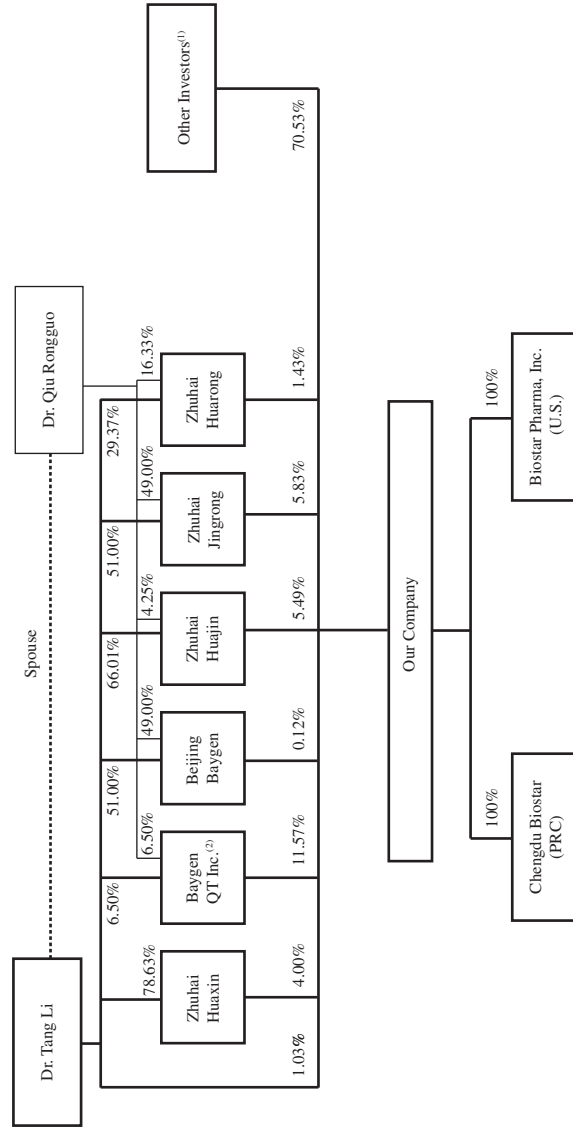 Dr. Tang Li
Spouse
Dr. Qiu Rongguo
78.63%
6.50%
6.50%
51.00%
49.00%
66.01%
4.25%
51.00%
49.00%
29.37%
16.33%
Zhuhai
Huaxin
Baygen
QT Inc.(2)
Beijing
Baygen
Zhuhai
Huajin
Zhuhai
Jingrong
Zhuhai
Huarong
Other Investors(1)
1.03%
4.00%
11.57%
0.12%
5.49%
5.83%
1.43%
70.53%
Our Company
100%
100%
Chengdu Biostar
(PRC)
Biostar Pharma, Inc.
(U.S.)